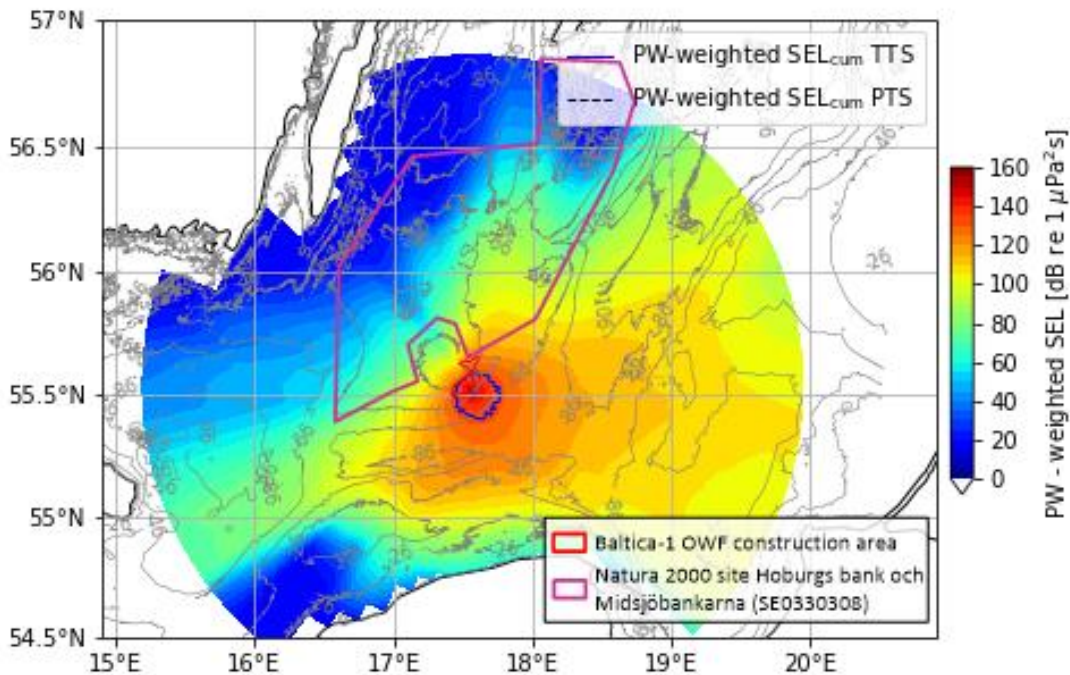 57°N
56.5°N
56°N
55.5°N
55°N
54.5°N
15°E
16°E
17°E
18°E
19°E
20°E
PW-weighted SELcum TTS
PW-weighted SELcum PTS
160
140
120
100
80
60
40
20
0
PW - weighted SEL [dB re 1 μPa²s]
Baltica-1 OWF construction area
Natura 2000 site Hoburgs bank och
Midsjöbankarna (SE0330308)
26